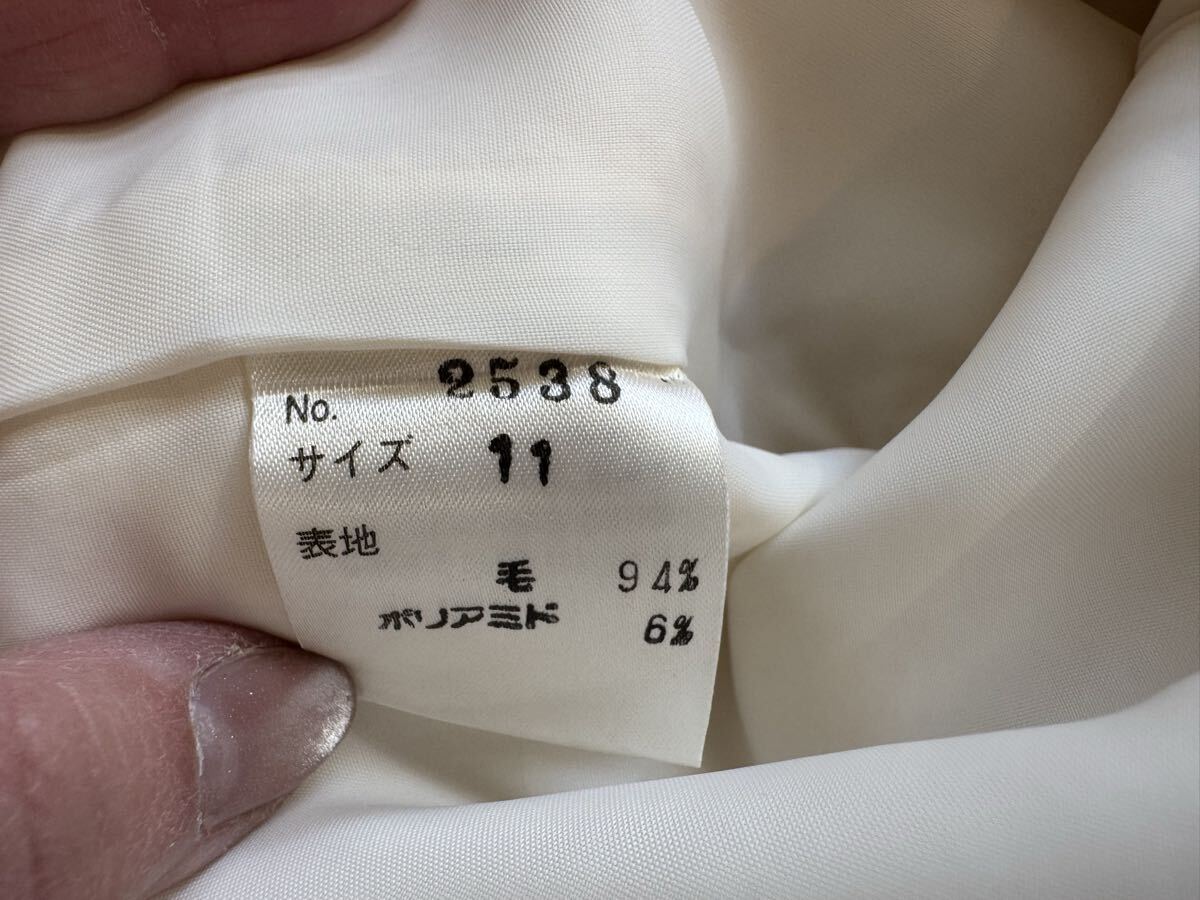 No. 2538
サイズ 11
表地
毛 94%
ポリアミド 6%